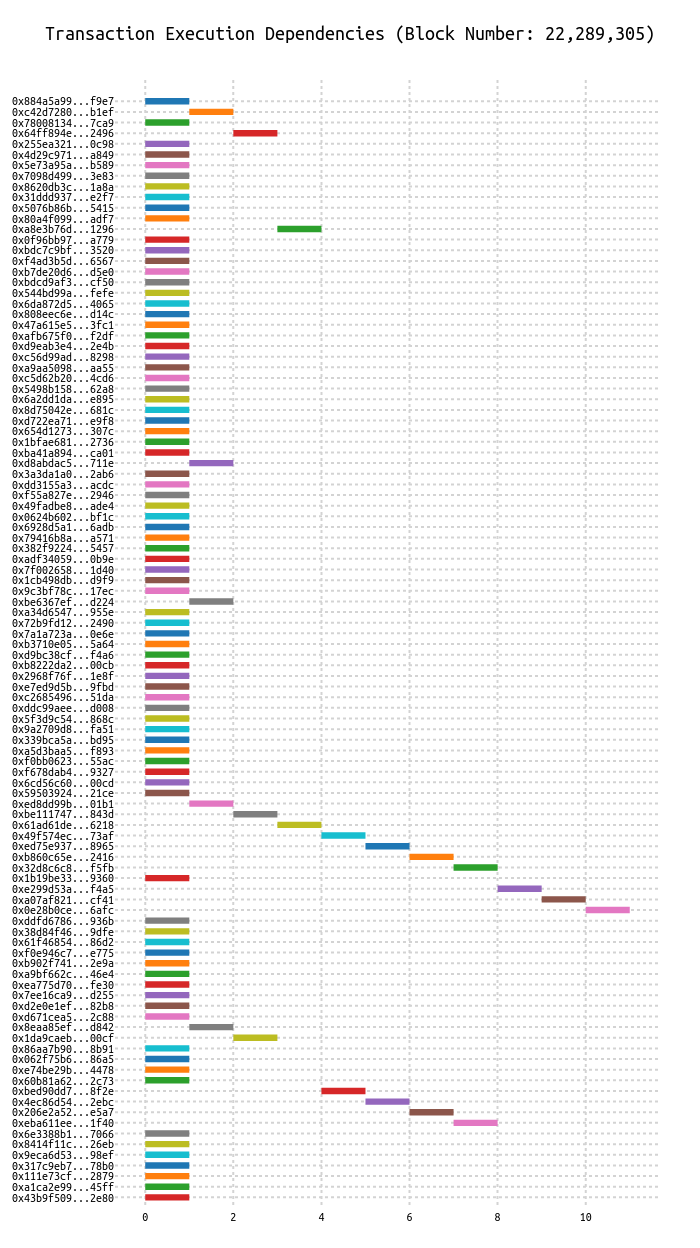 Transaction Execution Dependencies (Block Number: 22,289,305)
0x884a5a99...f9e7
0xc42d7280...b1ef
0x78008134...7ca9
0x64ff894e...2496
0x255ea321...0c98
0x4d29c971...a849
0x5e73a95a...b589
0x7098d499...3e83
0x8620db3c...1a8a
0x31ddd937...e2f7
0x5076b86b...5415
0x80a4f099...adf7
0xa8e3b76d...1296
0x0f96bb97...a779
0xbdc7c9bf...3520
0xf4ad3b5d...6567
0xb7de20d6...d5e0
0xbdcd9af3...cf50
0x544bd99a...fefe
0x6da872d5...4065
0x808eec6e...d14c
0x47a615e5...3fc1
0xafb675f0...f2df
0xd9eab3e4...2e4b
0xc56d99ad...8298
0xa9aa5098...aa55
0xc5d62b20...4cd6
0x5498b158...62a8
0x6a2dd1da...e895
0x8d75042e...681c
0xd722ea71...e9f8
0x654d1273...307c
0x1bfae681...2736
0xba41a894...ca01
0xd8abdac5...711e
0x3a3da1a0...2ab6
0xdd3155a3...acdc
0xf55a827e...2946
0x49fadbe8...ade4
0x0624b602...bf1c
0x6928d5a1...6adb
0x79416b8a...a571
0x382f9224...5457
0xadf34059...0b9e
0x7f002658...1d40
0x1cb498db...d9f9
0x9c3bf78c...17ec
0xbe6367ef...d224
0xa34d6547...955e
0x72b9fd12...2490
0x7a1a723a...0e6e
0xb3710e05...5a64
0xd9bc38cf...f4a6
0xb8222da2...00cb
0x2968f76f...1e8f
0xe7ed9d5b...9fbd
0xc2685496...51da
0xddc99aee...d008
0x5f3d9c54...868c
0x9a2709d8...fa51
0x339bca5a...bd95
0xa5d3baa5...f893
0xf0bb0623...55ac
0xf678dab4...9327
0x6cd56c60...00cd
0x59503924...21ce
0xed8dd99b...01b1
0xbe111747...843d
0x61ad61de...6218
0x49f574ec...73af
0xed75e937...8965
0xb860c65e...2416
0x32d8c6c8...f5fb
0x1b19be33...9360
0xe299d53a...f4a5
0xa07af821...cf41
0x0e28b0ce...6afc
0xddfd6786...936b
0x38d84f46...9dfe
0x61f46854...86d2
0xf0e946c7...e775
0xb902f741...2e9a
0xa9bf662c...46e4
0xea775d70...fe30
0x7ee16ca9...d255
0xd2e0e1ef...82b8
0xd671cea5...2c88
0x8eaa85ef...d842
0x1da9caeb...00cf
0x86aa7b90...8b91
0x062f75b6...86a5
0xe74be29b...4478
0x60b81a62...2c73
0xbed90dd7...8f2e
0x4ec86d54...2ebc
0x206e2a52...e5a7
0xeba611ee...1f40
0x6e3388b1...7066
0x8414f11c...26eb
0x9eca6d53...98ef
0x317c9eb7...78b0
0x111e73cf...2879
0xa1ca2e99...45ff
0x43b9f509...2e80
0 2 4 6 8 10